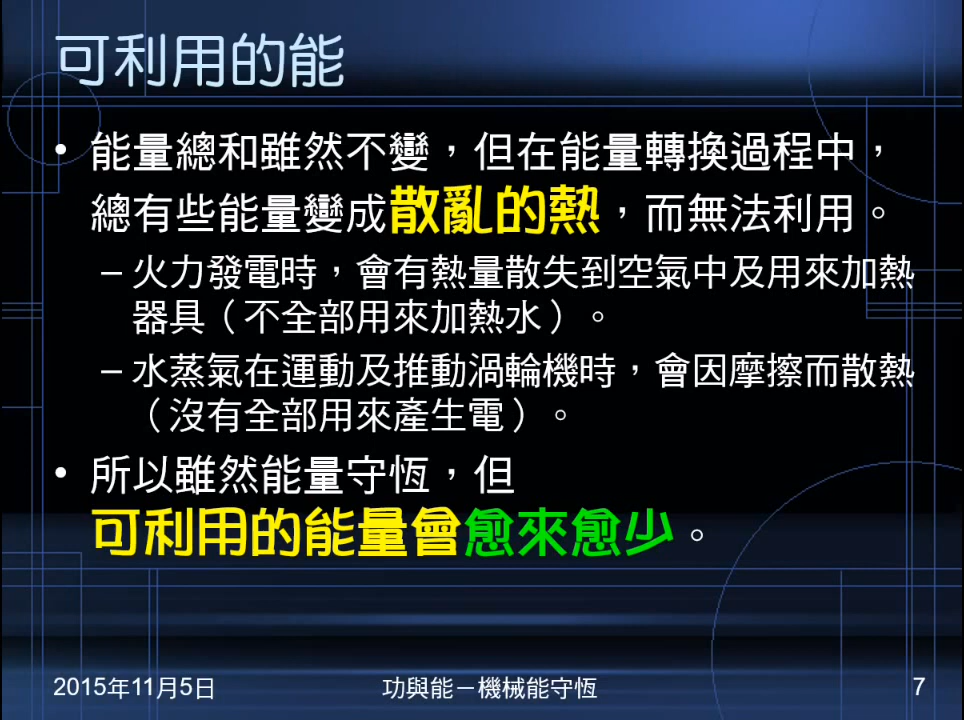 可利用的能
• 能量總和雖然不變，但在能量轉換過程中，
總有些能量變成散亂的熱，而無法利用。
– 火力發電時，會有熱量散失到空氣中及用來加熱
器具（不全部用來加熱水）。
– 水蒸氣在運動及推動渦輪機時，會因摩擦而散熱
（沒有全部用來產生電）。
• 所以雖然能量守恆，但
可利用的能量會愈來愈少。
2015年11月5日
功與能－機械能守恆
7